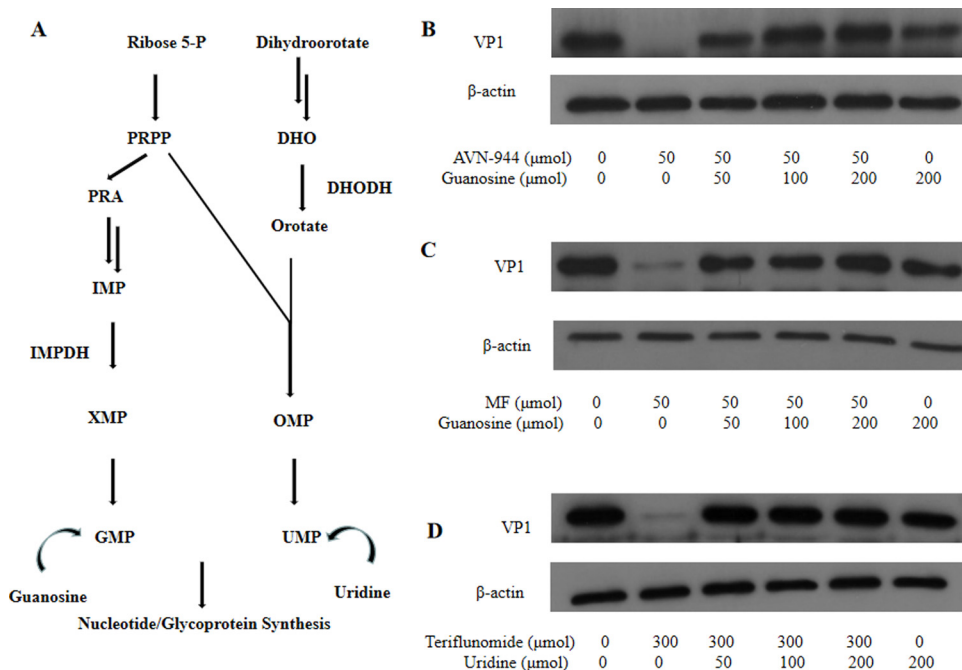 A
Ribose 5-P Dihydroorotate
PRPP DHO
DHODH
PRA
Orotate
IMP
IMPDH
XMP OMP
GMP UMP
Guanosine Uridine
Nucleotide/Glycoprotein Synthesis
B
VP1
β-actin
AVN-944 (μmol) 0 50 50 50 50 0
Guanosine (μmol) 0 0 50 100 200 200
C
VP1
β-actin
MF (μmol) 0 50 50 50 50 0
Guanosine (μmol) 0 0 50 100 200 200
D
VP1
β-actin
Teriflunomide (μmol) 0 300 300 300 300 0
Uridine (μmol) 0 0 50 100 200 200